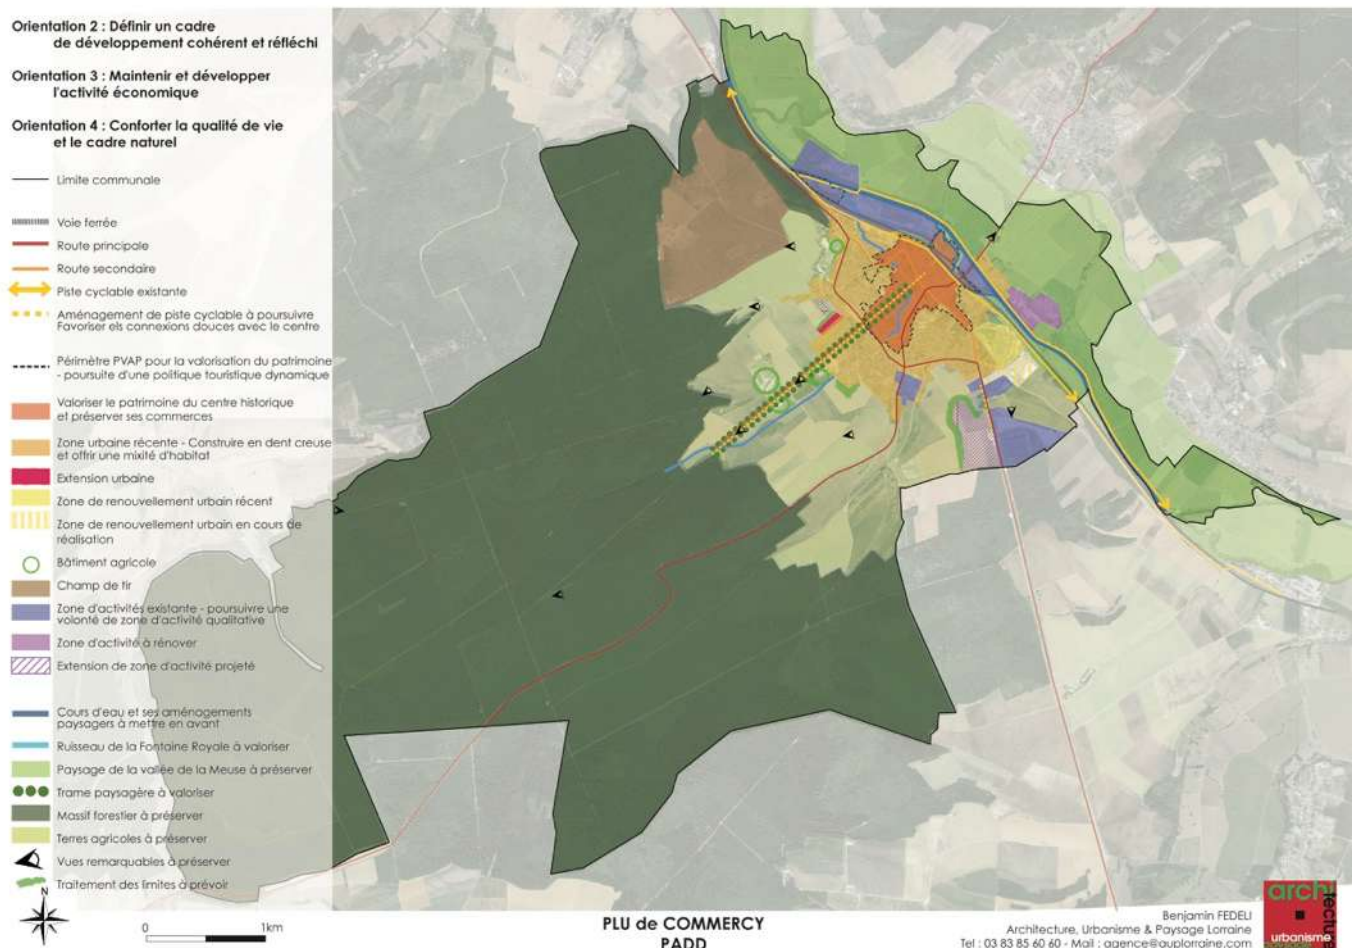 Orientation 2 : Définir un cadre
de développement cohérent et réfléchi
Orientation 3 : Maintenir et développer
l'activité économique
Orientation 4 : Conforter la qualité de vie
et le cadre naturel
Limite communale
Voie ferrée
Route principale
Route secondaire
Piste cyclable existante
Aménagement de piste cyclable à poursuivre
Favoriser els connexions douces avec le centre
Périmètre PVAP pour la valorisation du patrimoine
- poursuite d'une politique touristique dynamique
Valoriser le patrimoine du centre historique
et préserver ses commerces
Zone urbaine récente - Construire en dent creuse
et offrir une mixité d'habitat
Extension urbaine
Zone de renouvellement urbain récent
Zone de renouvellement urbain en cours de
réalisation
Bâtiment agricole
Champ de tir
Zone d'activités existante - poursuivre une
volonté de zone d'activité qualitative
Zone d'activité à rénover
Extension de zone d'activité projeté
Cours d'eau et ses aménagements
paysagers à mettre en avant
Ruisseau de la Fontaine Royale à valoriser
Paysage de la vallée de la Meuse à préserver
Trame paysagère à valoriser
Massif forestier à préserver
Terres agricoles à préserver
Vues remarquables à préserver
Traitement des limites à prévoir
N
0 1km
PLU de COMMERCY
PADD
Benjamin FEDELI
Architecture, Urbanisme & Paysage Lorraine
Tel : 03 83 85 60 60 - Mail : agence@auplorraine.com
archi
tecture
urbanisme